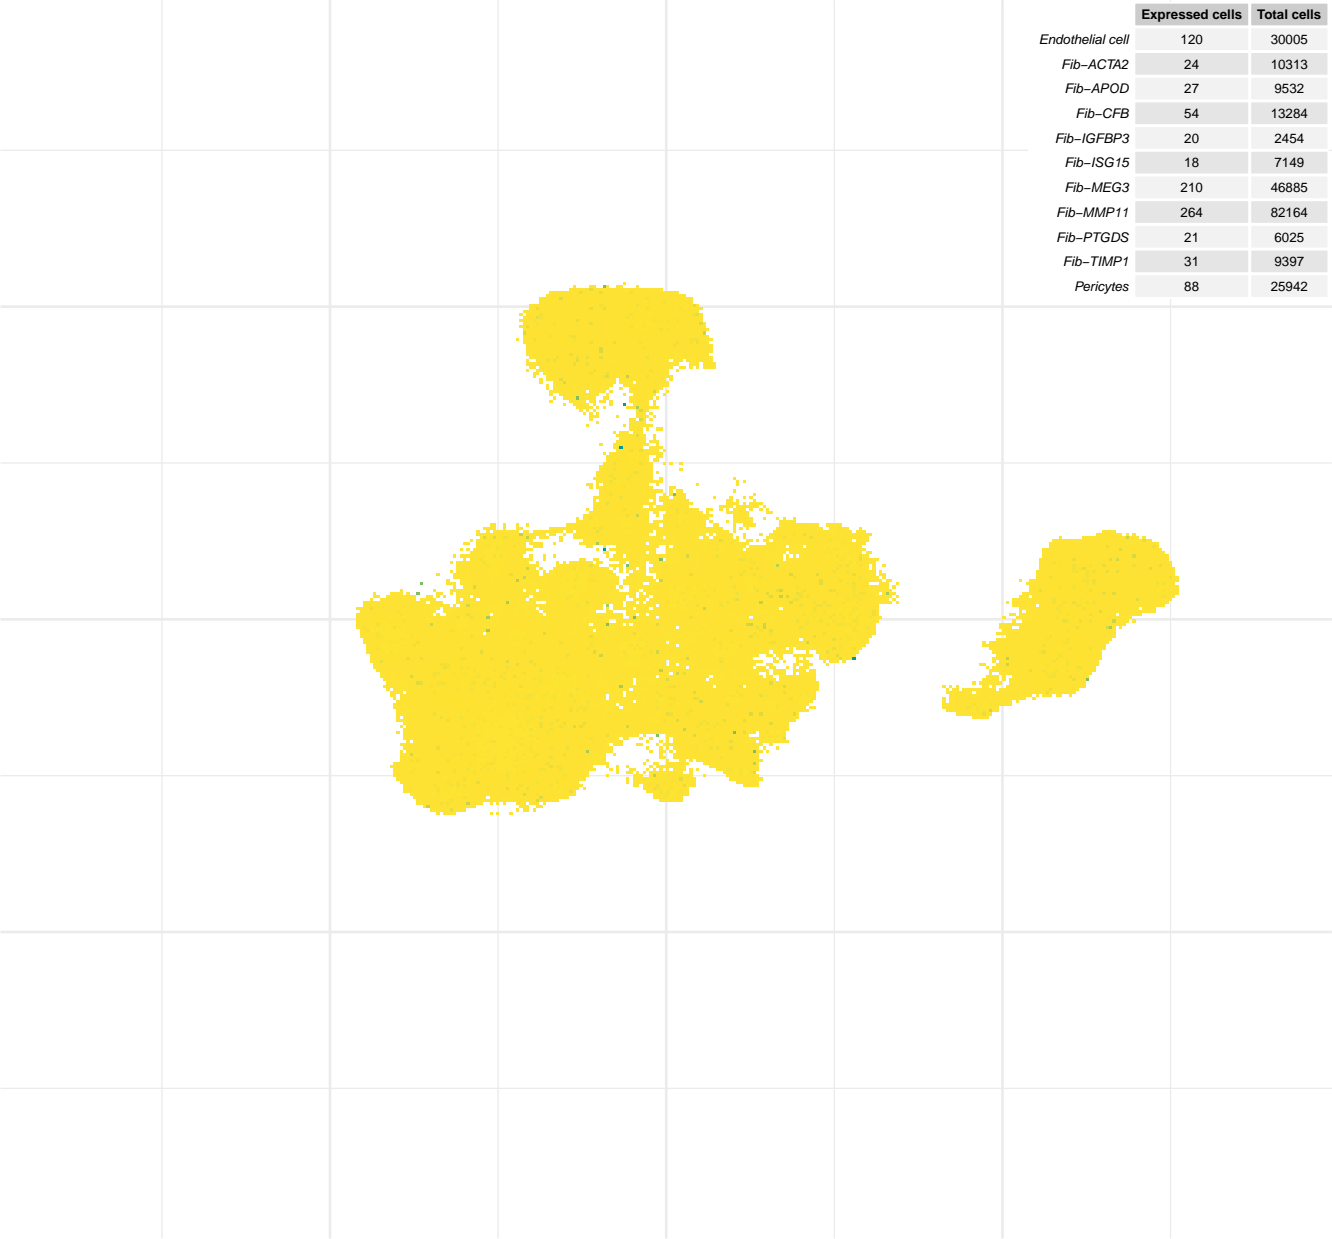 Expressed cells Total cells
Endothelial cell 120 30005
Fib−ACTA2 24 10313
Fib−APOD 27 9532
Fib−CFB 54 13284
Fib−IGFBP3 20 2454
Fib−ISG15 18 7149
Fib−MEG3 210 46885
Fib−MMP11 264 82164
Fib−PTGDS 21 6025
Fib−TIMP1 31 9397
Pericytes 88 25942